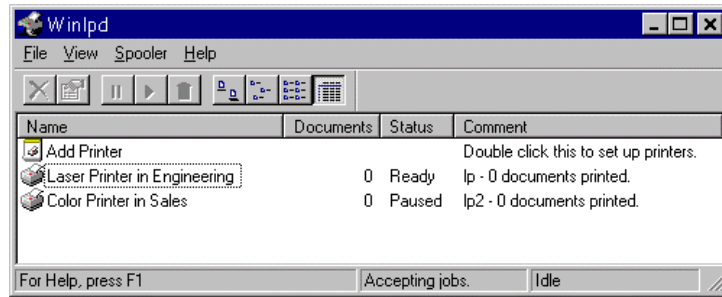 Winlpd
File View Spooler Help
Name Documents Status Comment
Add Printer Double click this to set up printers.
Laser Printer in Engineering 0 Ready lp - 0 documents printed.
Color Printer in Sales 0 Paused lp2 - 0 documents printed.
For Help, press F1 Accepting jobs. Idle